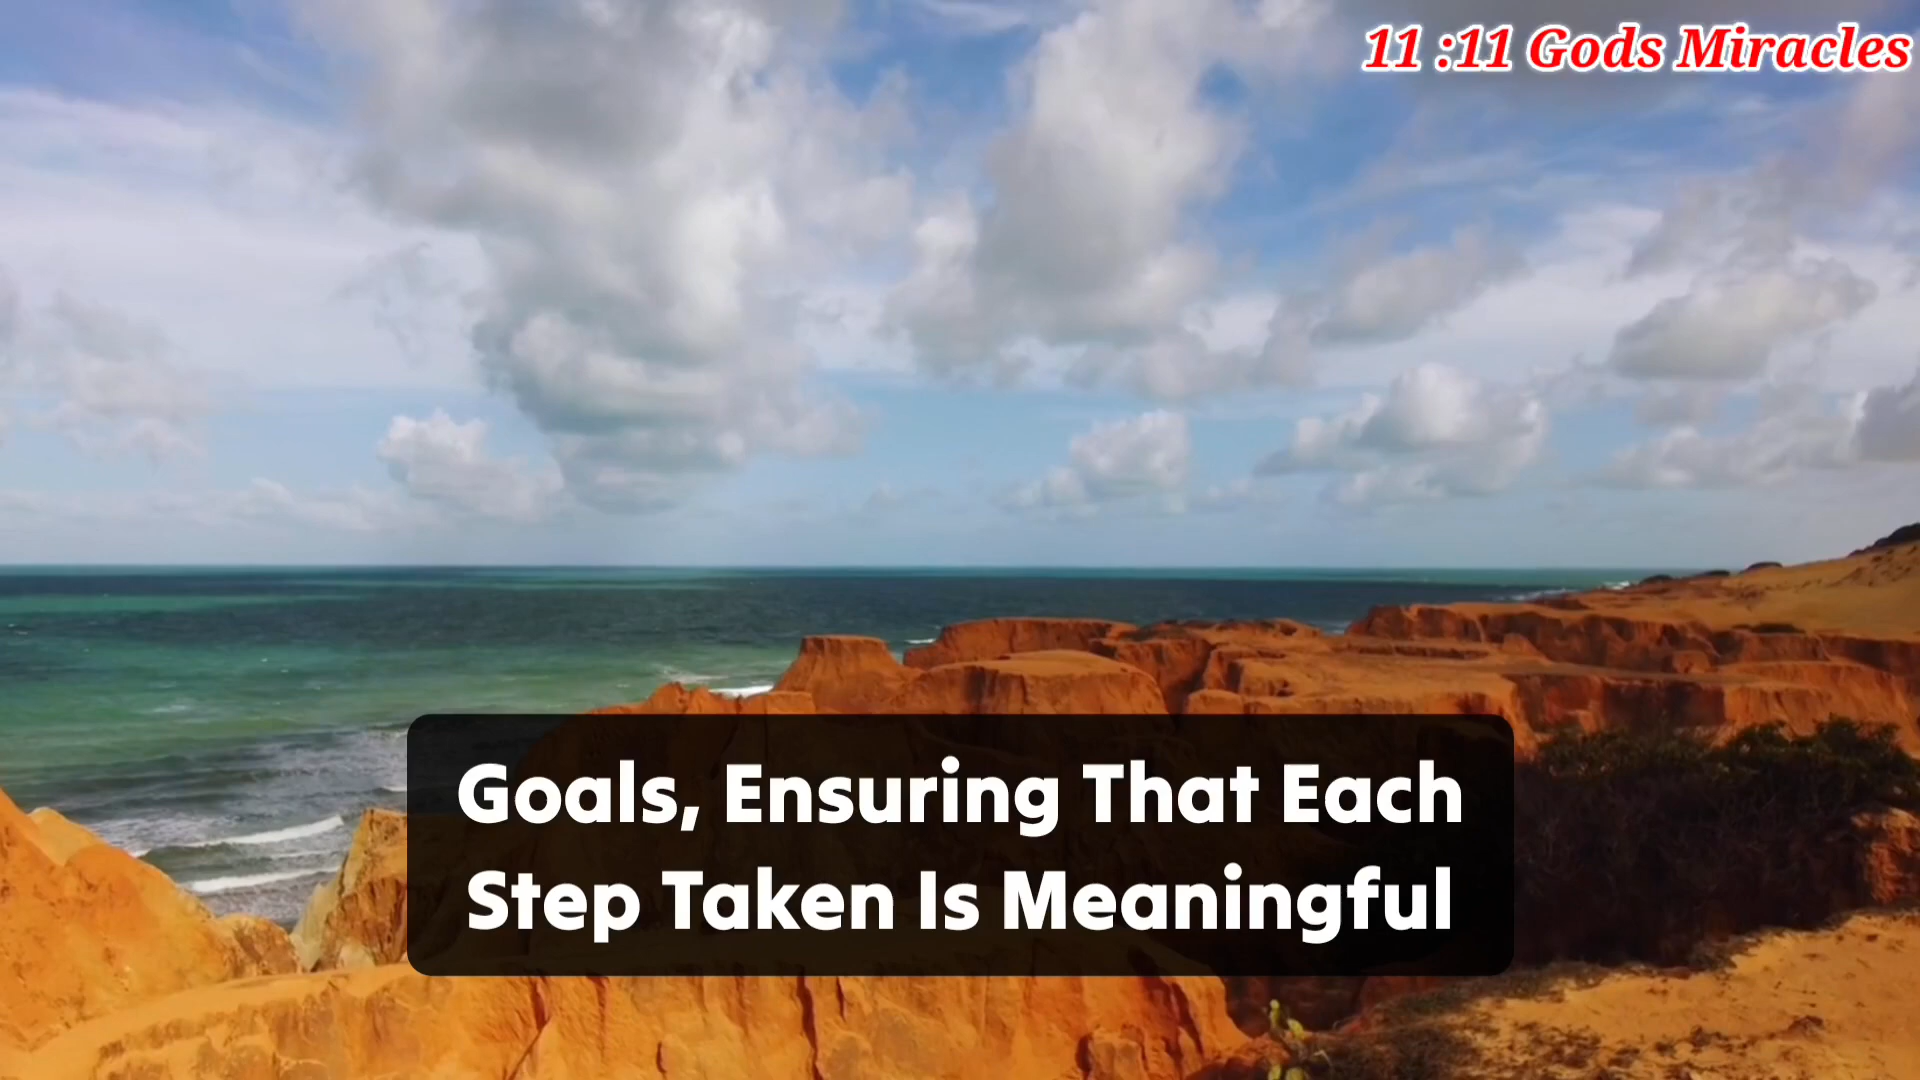 11 :11 Gods Miracles
Goals, Ensuring That Each
Step Taken Is Meaningful